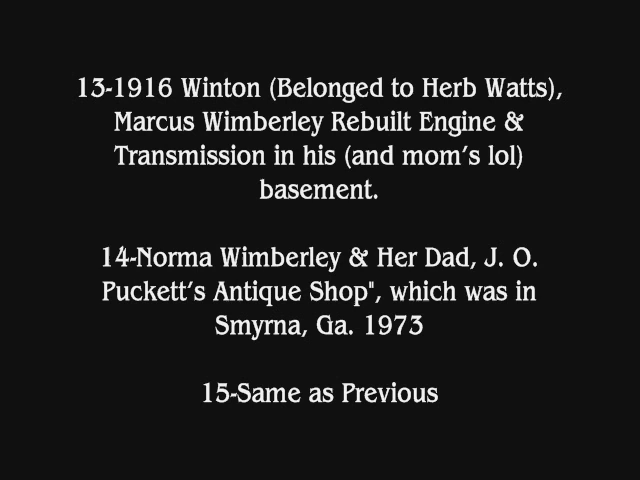 13-1916 Winton (Belonged to Herb Watts),
Marcus Wimberley Rebuilt Engine &
Transmission in his (and mom's lol)
basement.
14-Norma Wimberley & Her Dad, J. O.
Puckett's Antique Shop", which was in
Smyrna, Ga. 1973
15-Same as Previous